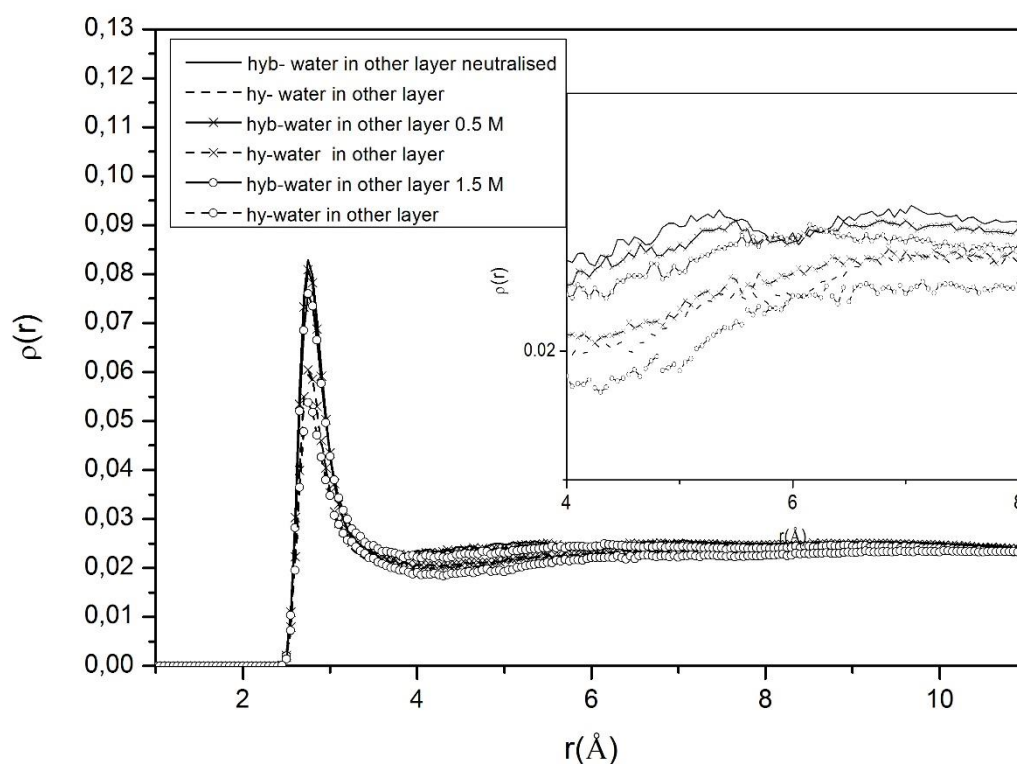 0,13
0,12
0,11
0,10
0,09
0,08
0,07
0,06
0,05
0,04
0,03
0,02
0,01
0,00
ρ(r)
hyb- water in other layer neutralised
hy- water in other layer
hyb-water in other layer 0.5 M
hy-water  in other layer
hyb-water in other layer 1.5 M
hy-water in other layer
ρ(r)
0.02
4
6
8
r(Å)
2
4
6
8
10
r(Å)